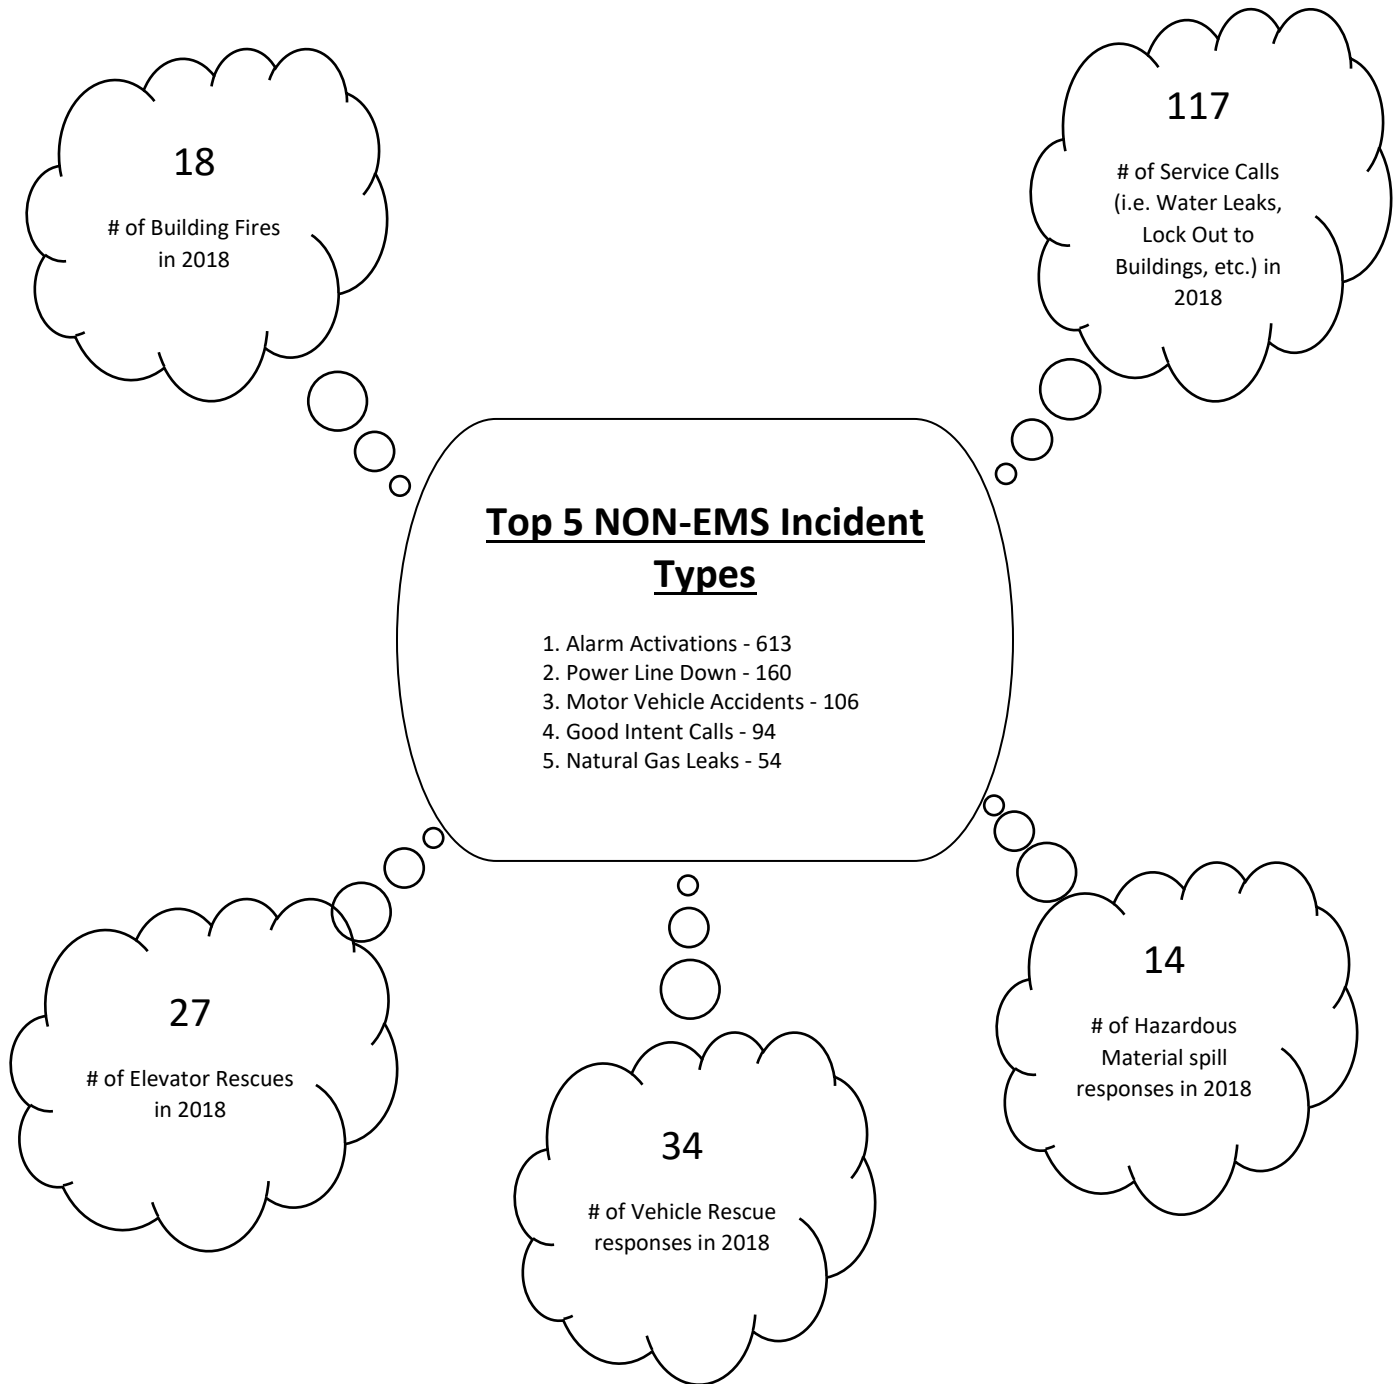 18
# of Building Fires
in 2018
117
# of Service Calls
(i.e. Water Leaks,
Lock Out to
Buildings, etc.) in
2018
Top 5 NON-EMS Incident
Types
1. Alarm Activations - 613
2. Power Line Down - 160
3. Motor Vehicle Accidents - 106
4. Good Intent Calls - 94
5. Natural Gas Leaks - 54
27
# of Elevator Rescues
in 2018
34
# of Vehicle Rescue
responses in 2018
14
# of Hazardous
Material spill
responses in 2018